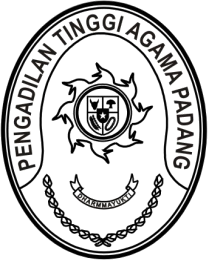 PENGADILAN TINGGI AGAMA PADANG
DHARMMAYUKTI